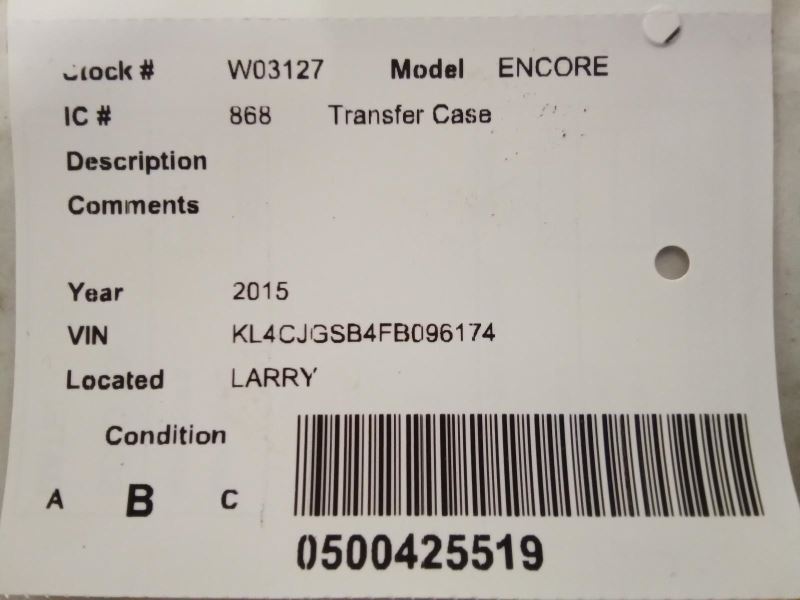 Stock # W03127 Model ENCORE
IC # 868 Transfer Case
Description
Comments
Year 2015
VIN KL4CJGSB4FB096174
Located LARRY
Condition
A B C
0500425519